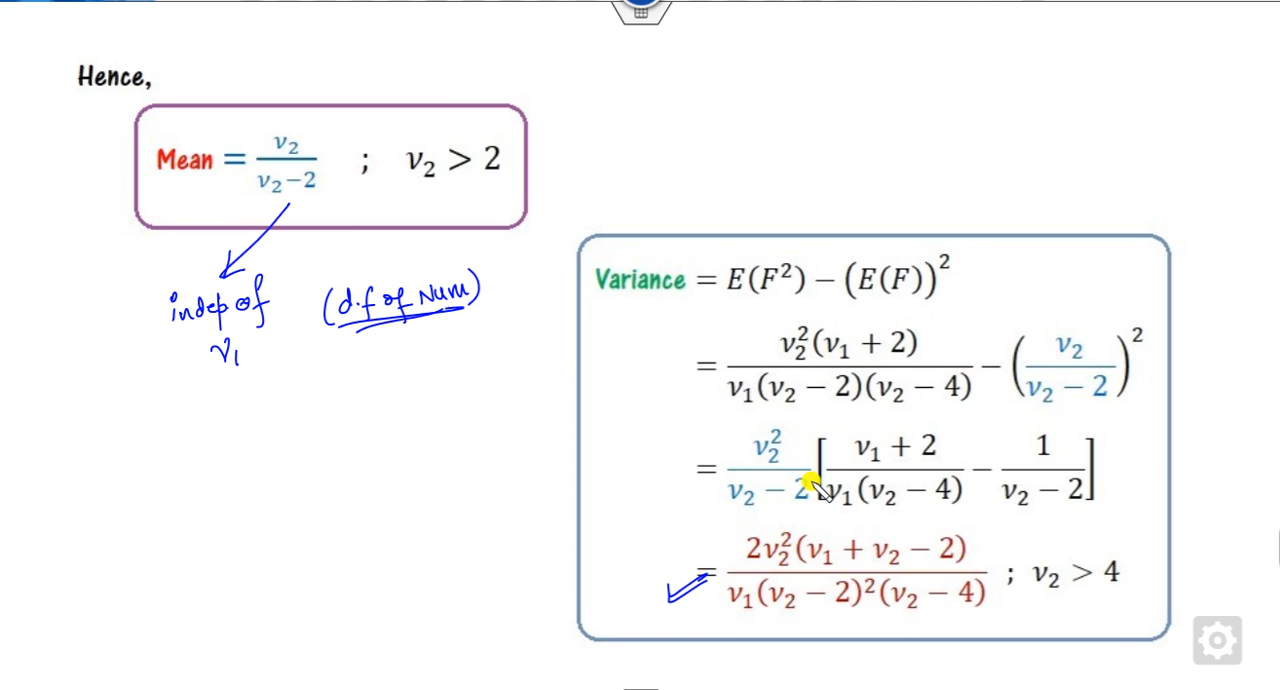 Hence,
Mean = ν₂/(ν₂−2) ; ν₂ > 2
indep of (d.f of Num)
ν₁
Variance = E(F²) − (E(F))²
= ν₂²(ν₁ + 2)/(ν₁(ν₂ − 2)(ν₂ − 4)) − (ν₂/(ν₂ − 2))²
= ν₂²/(ν₂ − 2) [(ν₁ + 2)/(ν₁(ν₂ − 4)) − 1/(ν₂ − 2)]
= 2ν₂²(ν₁ + ν₂ − 2)/(ν₁(ν₂ − 2)²(ν₂ − 4)) ; ν₂ > 4